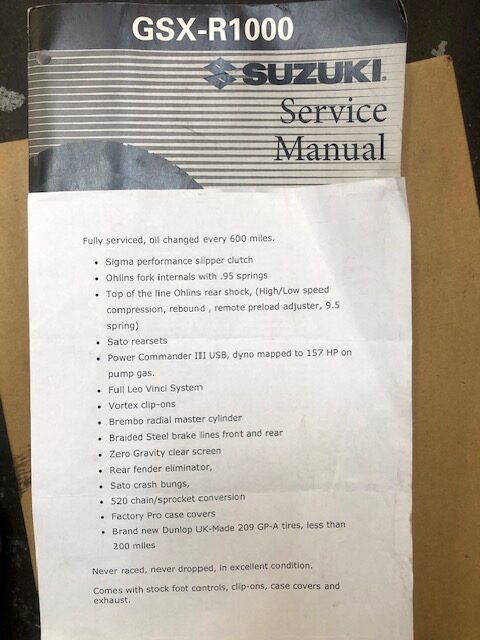 GSX-R1000
SUZUKI
Service
Manual
Fully serviced, oil changed every 600 miles.
• Sigma performance slipper clutch
• Ohlins fork internals with .95 springs
• Top of the line Ohlins rear shock, (High/Low speed
compression, rebound , remote preload adjuster, 9.5
spring)
• Sato rearsets
• Power Commander III USB, dyno mapped to 157 HP on
pump gas.
• Full Leo Vinci System
• Vortex clip-ons
• Brembo radial master cylinder
• Braided Steel brake lines front and rear
• Zero Gravity clear screen
• Rear fender eliminator,
• Sato crash bungs,
• 520 chain/sprocket conversion
• Factory Pro case covers
• Brand new Dunlop UK-Made 209 GP-A tires, less than
200 miles
Never raced, never dropped, in excellent condition.
Comes with stock foot controls, clip-ons, case covers and
exhaust.